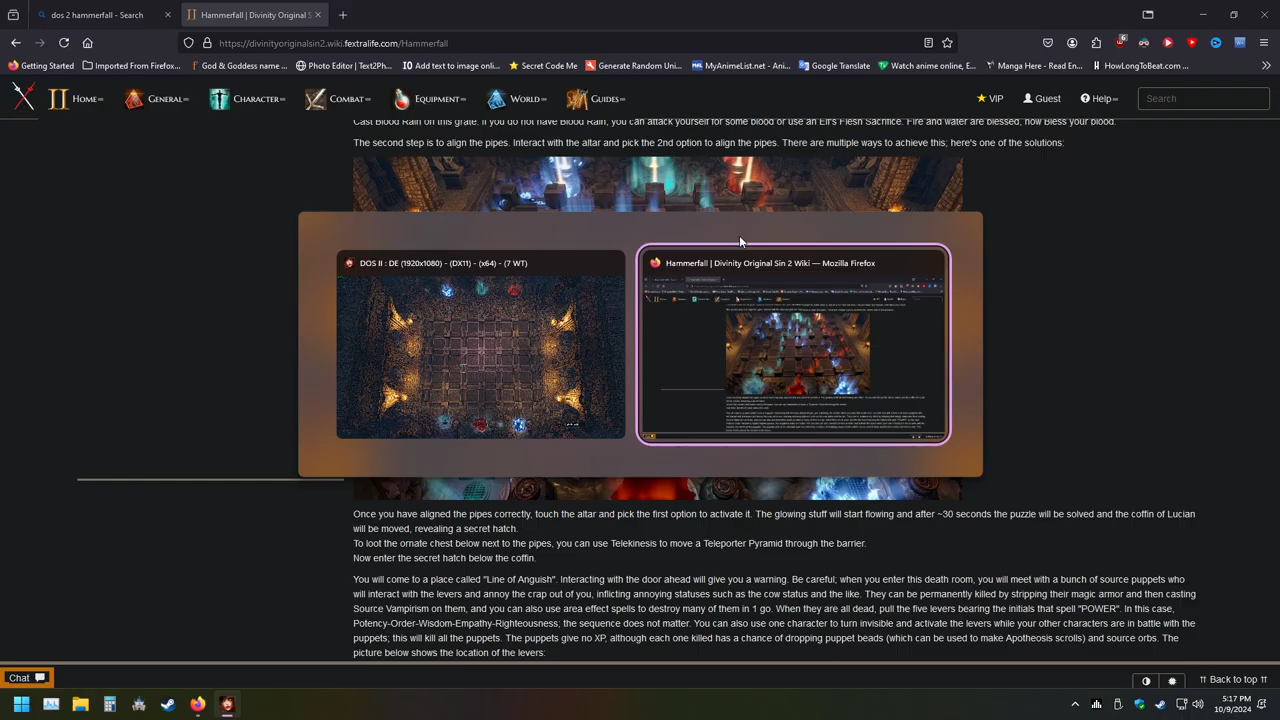 dos 2 hammerfall - Search
Hammerfall | Divinity Original S
https://divinityoriginalsin2.wiki.fextralife.com/Hammerfall
6
Getting Started
Imported From Firefox...
God & Goddess name ...
Photo Editor | Text2Ph...
Add text to image onli...
Secret Code Me
Generate Random Uni...
MyAnimeList.net - Ani...
Google Translate
Watch anime online, E...
Manga Here - Read En...
HowLongToBeat.com ...
HOME
GENERAL
CHARACTER
COMBAT
EQUIPMENT
WORLD
GUIDES
VIP
Guest
Help
Search
Cast Blood Rain on this grate. If you do not have Blood Rain, you can attack yourself for some blood or use an Elf's Flesh Sacrifice. Fire and water are blessed, now Bless your blood.
The second step is to align the pipes. Interact with the altar and pick the 2nd option to align the pipes. There are multiple ways to achieve this; here's one of the solutions:
DOS II : DE (1920x1080) - (DX11) - (x64) - (7 WT)
Hammerfall | Divinity Original Sin 2 Wiki — Mozilla Firefox
Once you have aligned the pipes correctly, touch the altar and pick the first option to activate it. The glowing stuff will start flowing and after ~30 seconds the puzzle will be solved and the coffin of Lucian
will be moved, revealing a secret hatch.
To loot the ornate chest below next to the pipes, you can use Telekinesis to move a Teleporter Pyramid through the barrier.
Now enter the secret hatch below the coffin.
You will come to a place called "Line of Anguish". Interacting with the door ahead will give you a warning. Be careful; when you enter this death room, you will meet with a bunch of source puppets who
will interact with the levers and annoy the crap out of you, inflicting annoying statuses such as the cow status and the like. They can be permanently killed by stripping their magic armor and then casting
Source Vampirism on them, and you can also use area effect spells to destroy many of them in 1 go. When they are all dead, pull the five levers bearing the initials that spell "POWER". In this case,
Potency-Order-Wisdom-Empathy-Righteousness; the sequence does not matter. You can also use one character to turn invisible and activate the levers while your other characters are in battle with the
puppets; this will kill all the puppets. The puppets give no XP, although each one killed has a chance of dropping puppet beads (which can be used to make Apotheosis scrolls) and source orbs. The
picture below shows the location of the levers:
Chat
Back to top
5:17 PM
10/9/2024